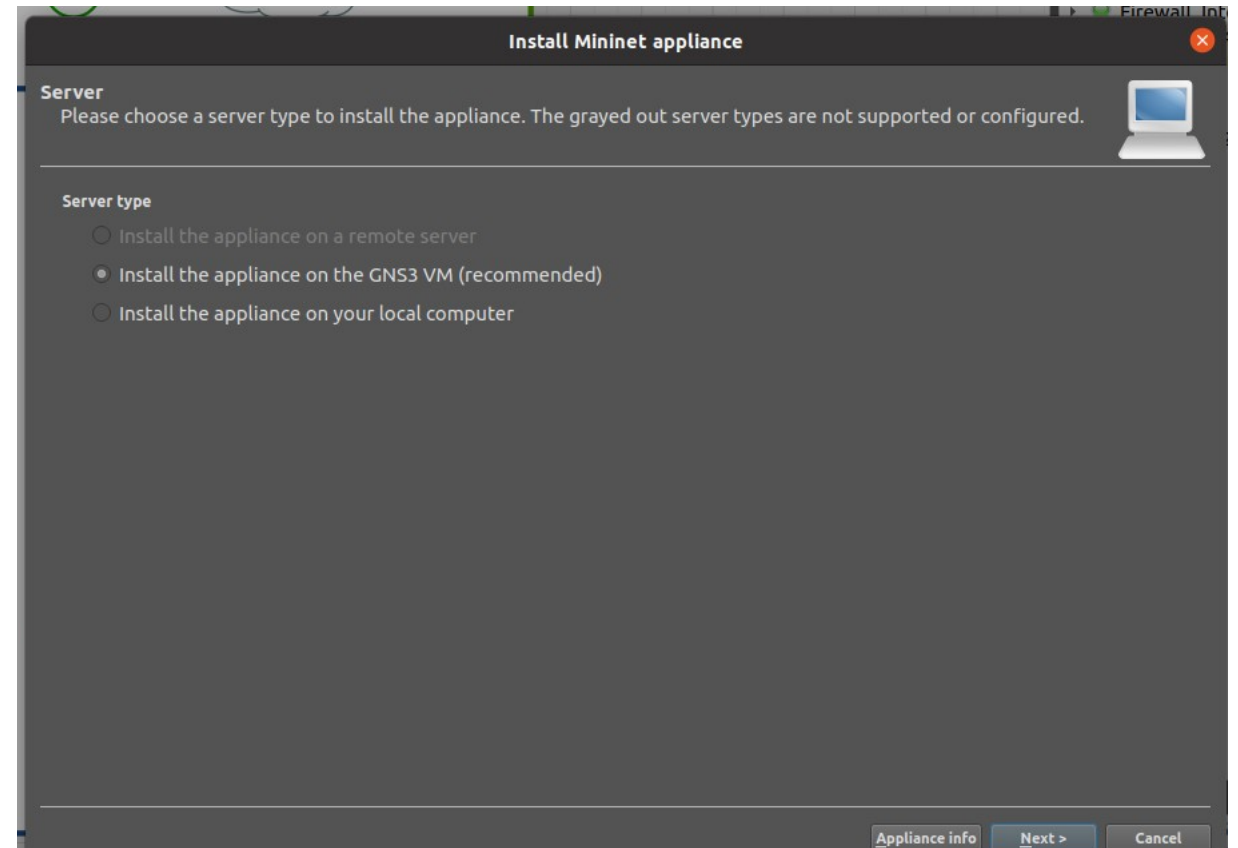 Firewall Int
Install Mininet appliance
Server
Please choose a server type to install the appliance. The grayed out server types are not supported or configured.
Server type
Install the appliance on a remote server
Install the appliance on the GNS3 VM (recommended)
Install the appliance on your local computer
Appliance info
Next >
Cancel